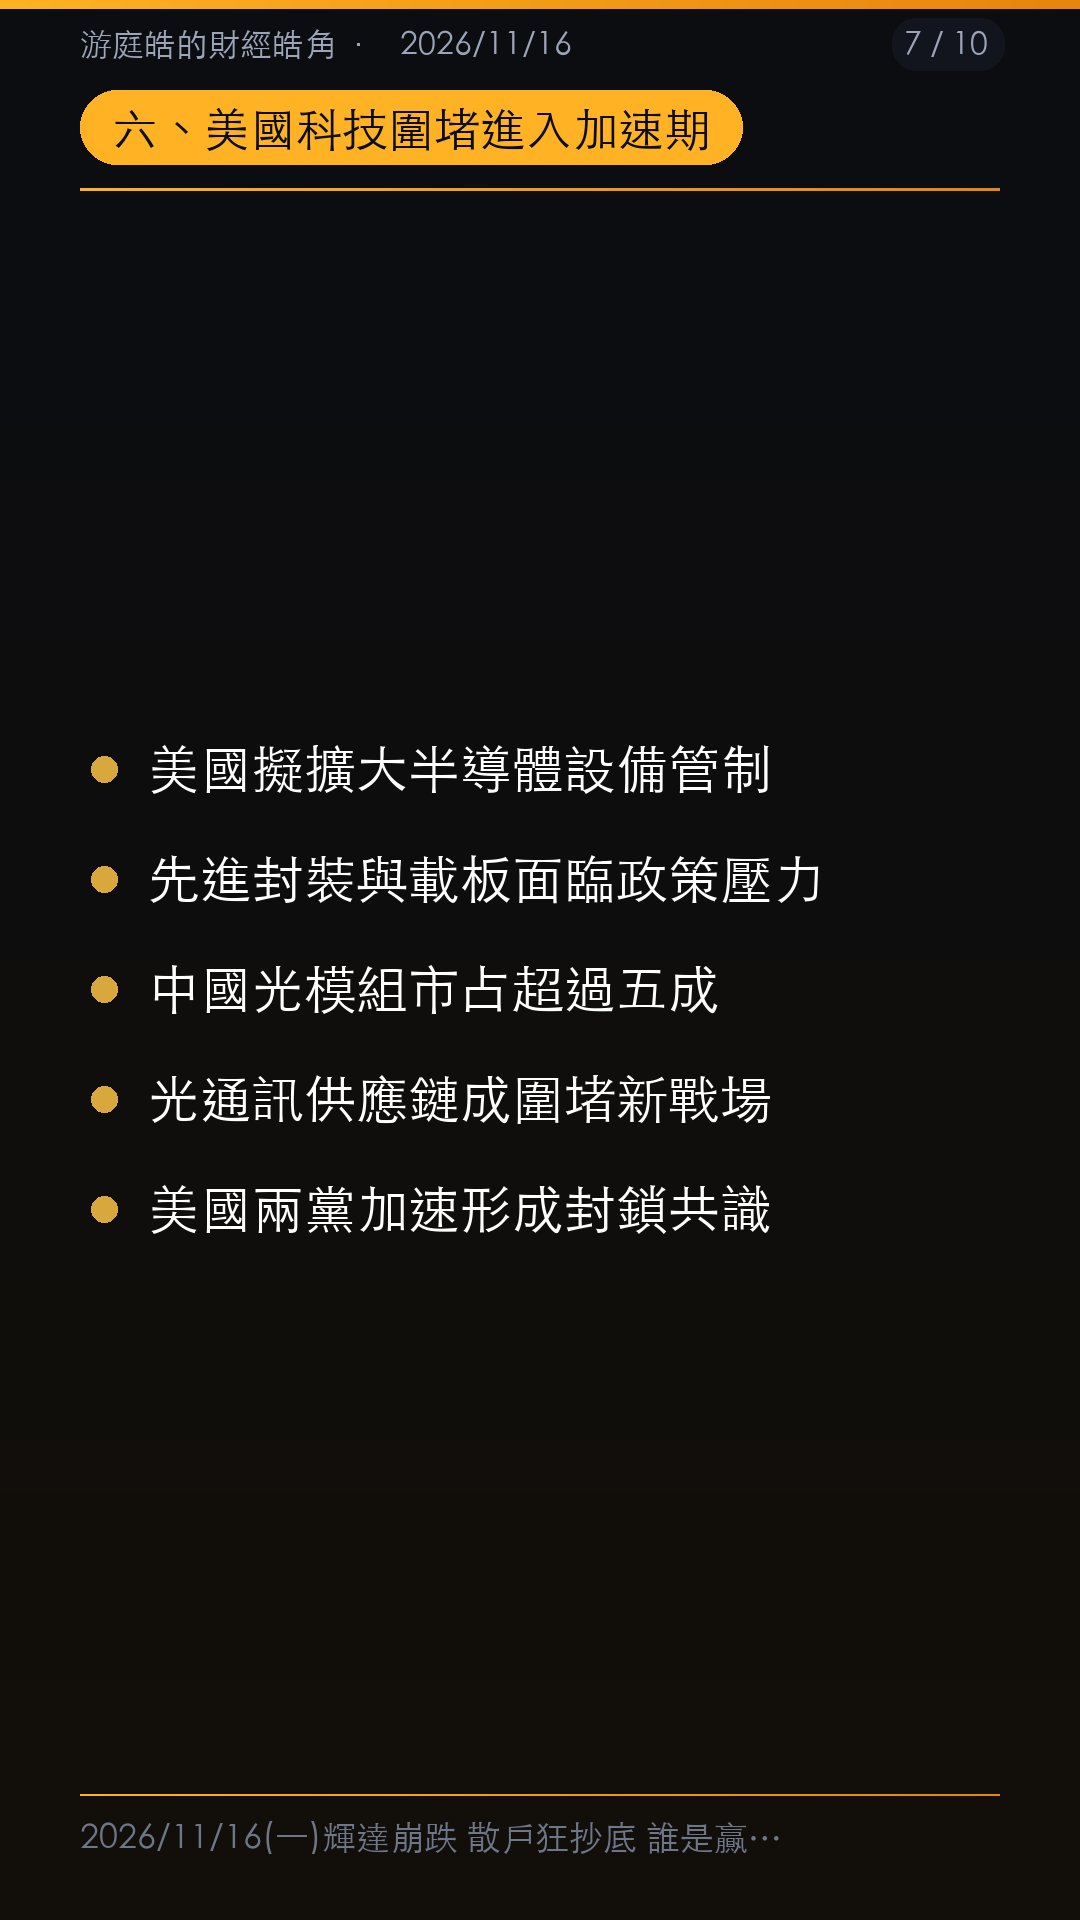 游庭皓的財經皓角 · 2026/11/16
7 / 10
六、美國科技圍堵進入加速期
美國擬擴大半導體設備管制
先進封裝與載板面臨政策壓力
中國光模組市占超過五成
光通訊供應鏈成圍堵新戰場
美國兩黨加速形成封鎖共識
2026/11/16(一)輝達崩跌 散戶狂抄底 誰是贏…